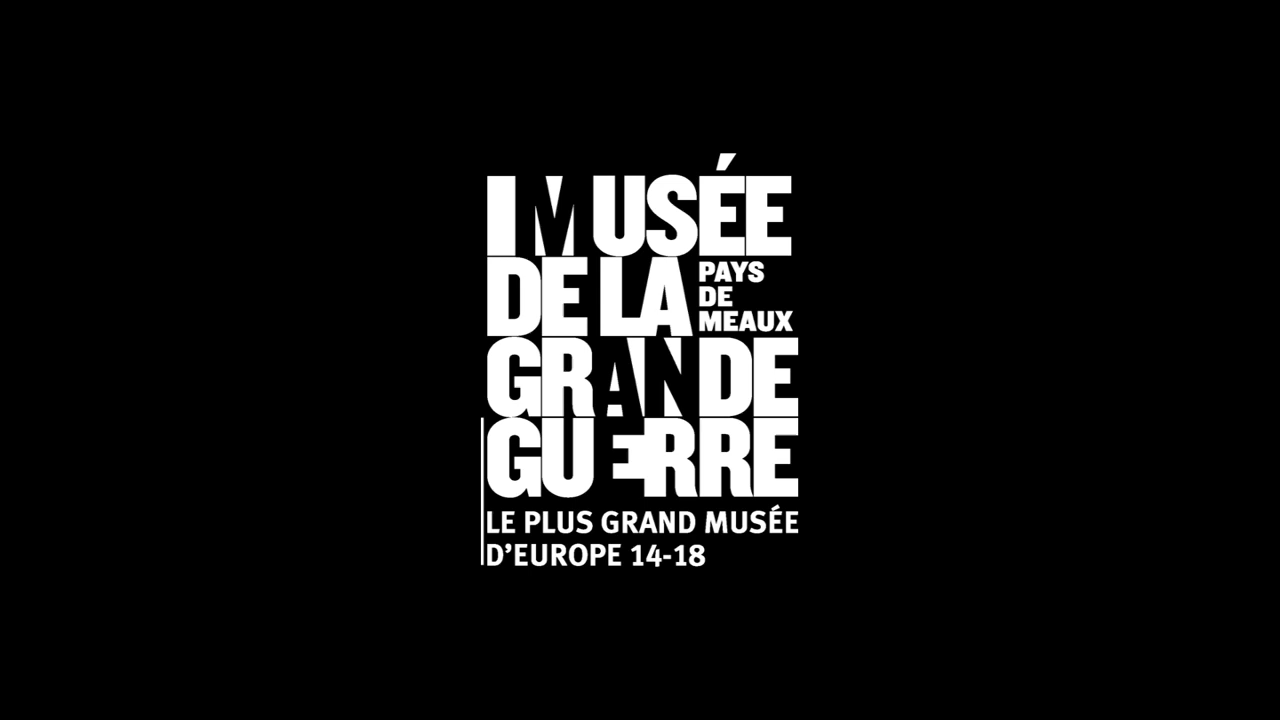 MUSÉE
DE LA
PAYS
DE
MEAUX
GRANDE
GUERRE
LE PLUS GRAND MUSÉE
D'EUROPE 14-18